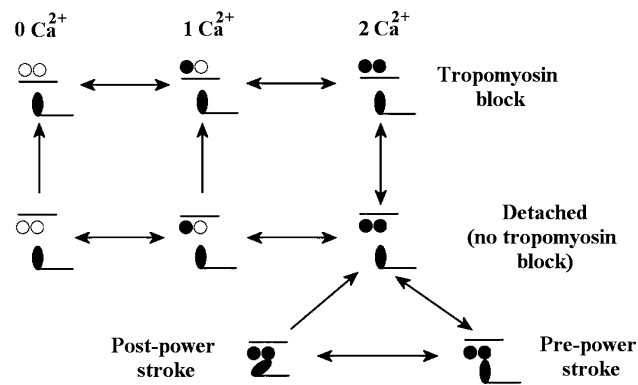 0 Ca2+ 1 Ca2+ 2 Ca2+
Tropomyosin
block
Detached
(no tropomyosin
block)
Post-power
stroke
Pre-power
stroke